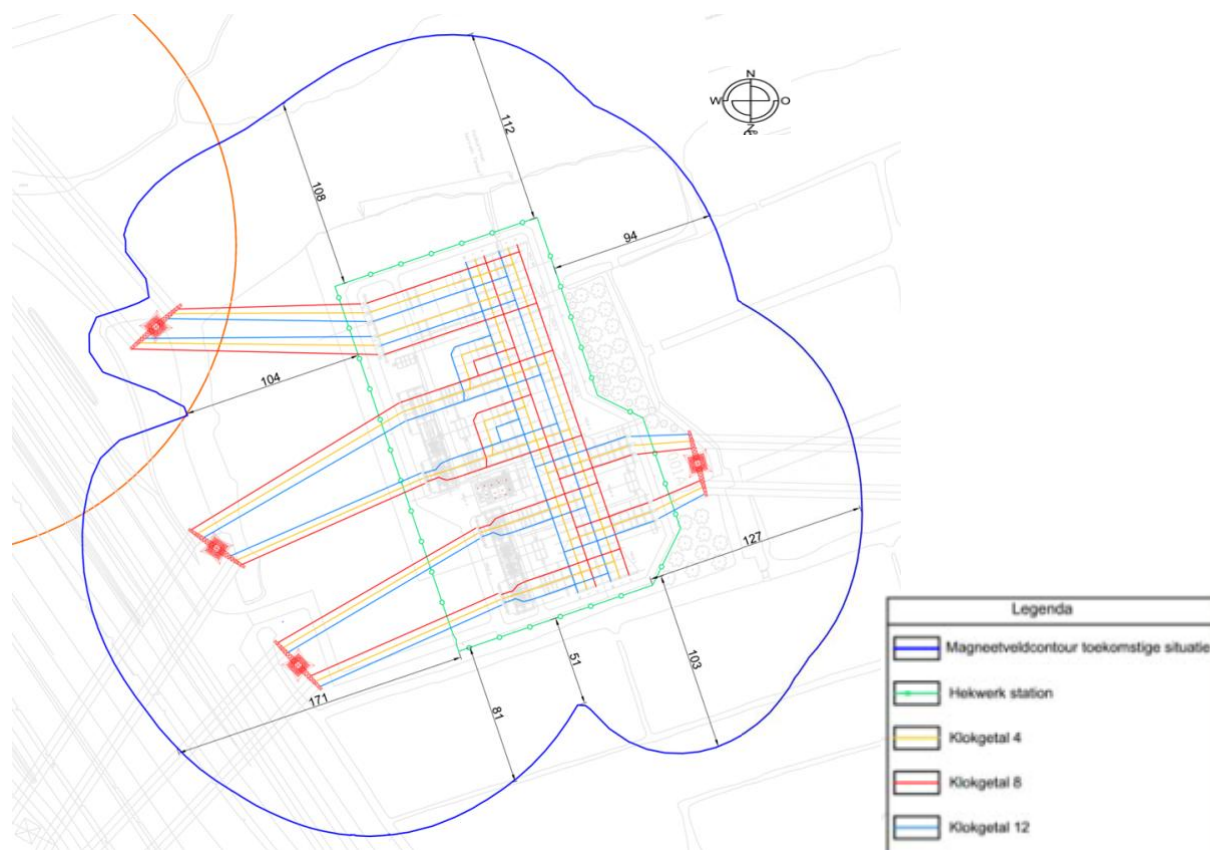 112
108
N
W
O
Z
94
104
127
171
81
51
103
Legenda
Magneetveldcontour toekomstige situatie
Hekwerk station
Klokgetal 4
Klokgetal 8
Klokgetal 12